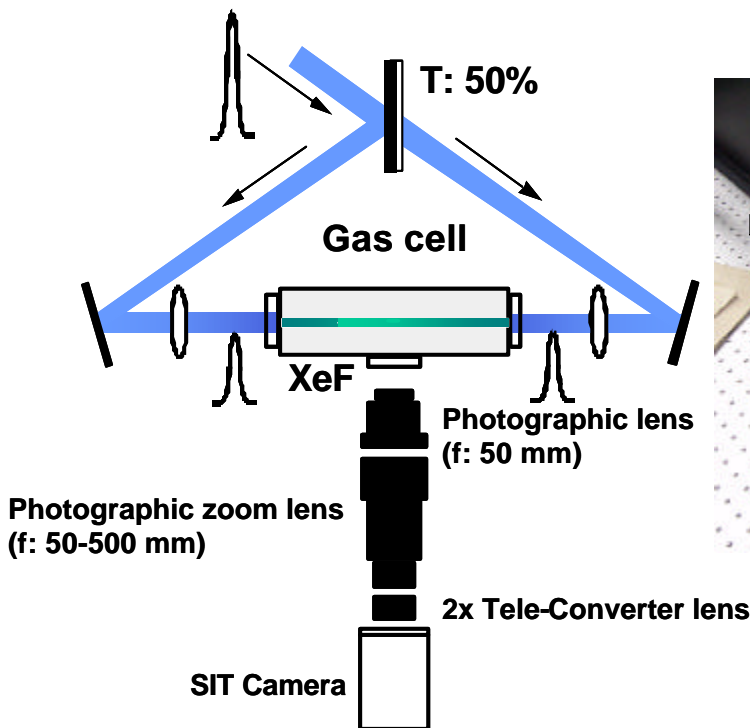 T: 50%
Gas cell
XeF
Photographic lens
(f: 50 mm)
Photographic zoom lens
(f: 50-500 mm)
2x Tele-Converter lens
SIT Camera